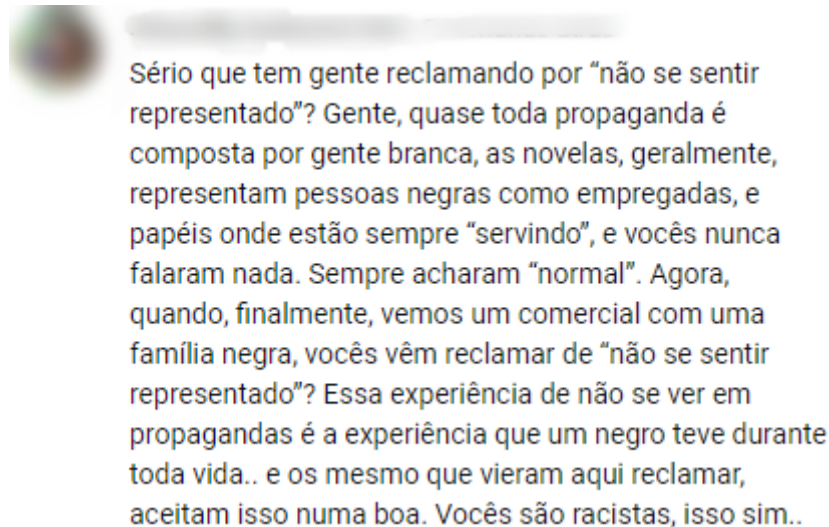 Sério que tem gente reclamando por “não se sentir
representado”? Gente, quase toda propaganda é
composta por gente branca, as novelas, geralmente,
representam pessoas negras como empregadas, e
papéis onde estão sempre “servindo”, e vocês nunca
falaram nada. Sempre acharam “normal”. Agora,
quando, finalmente, vemos um comercial com uma
família negra, vocês vêm reclamar de “não se sentir
representado”? Essa experiência de não se ver em
propagandas é a experiência que um negro teve durante
toda vida.. e os mesmo que vieram aqui reclamar,
aceitam isso numa boa. Vocês são racistas, isso sim..